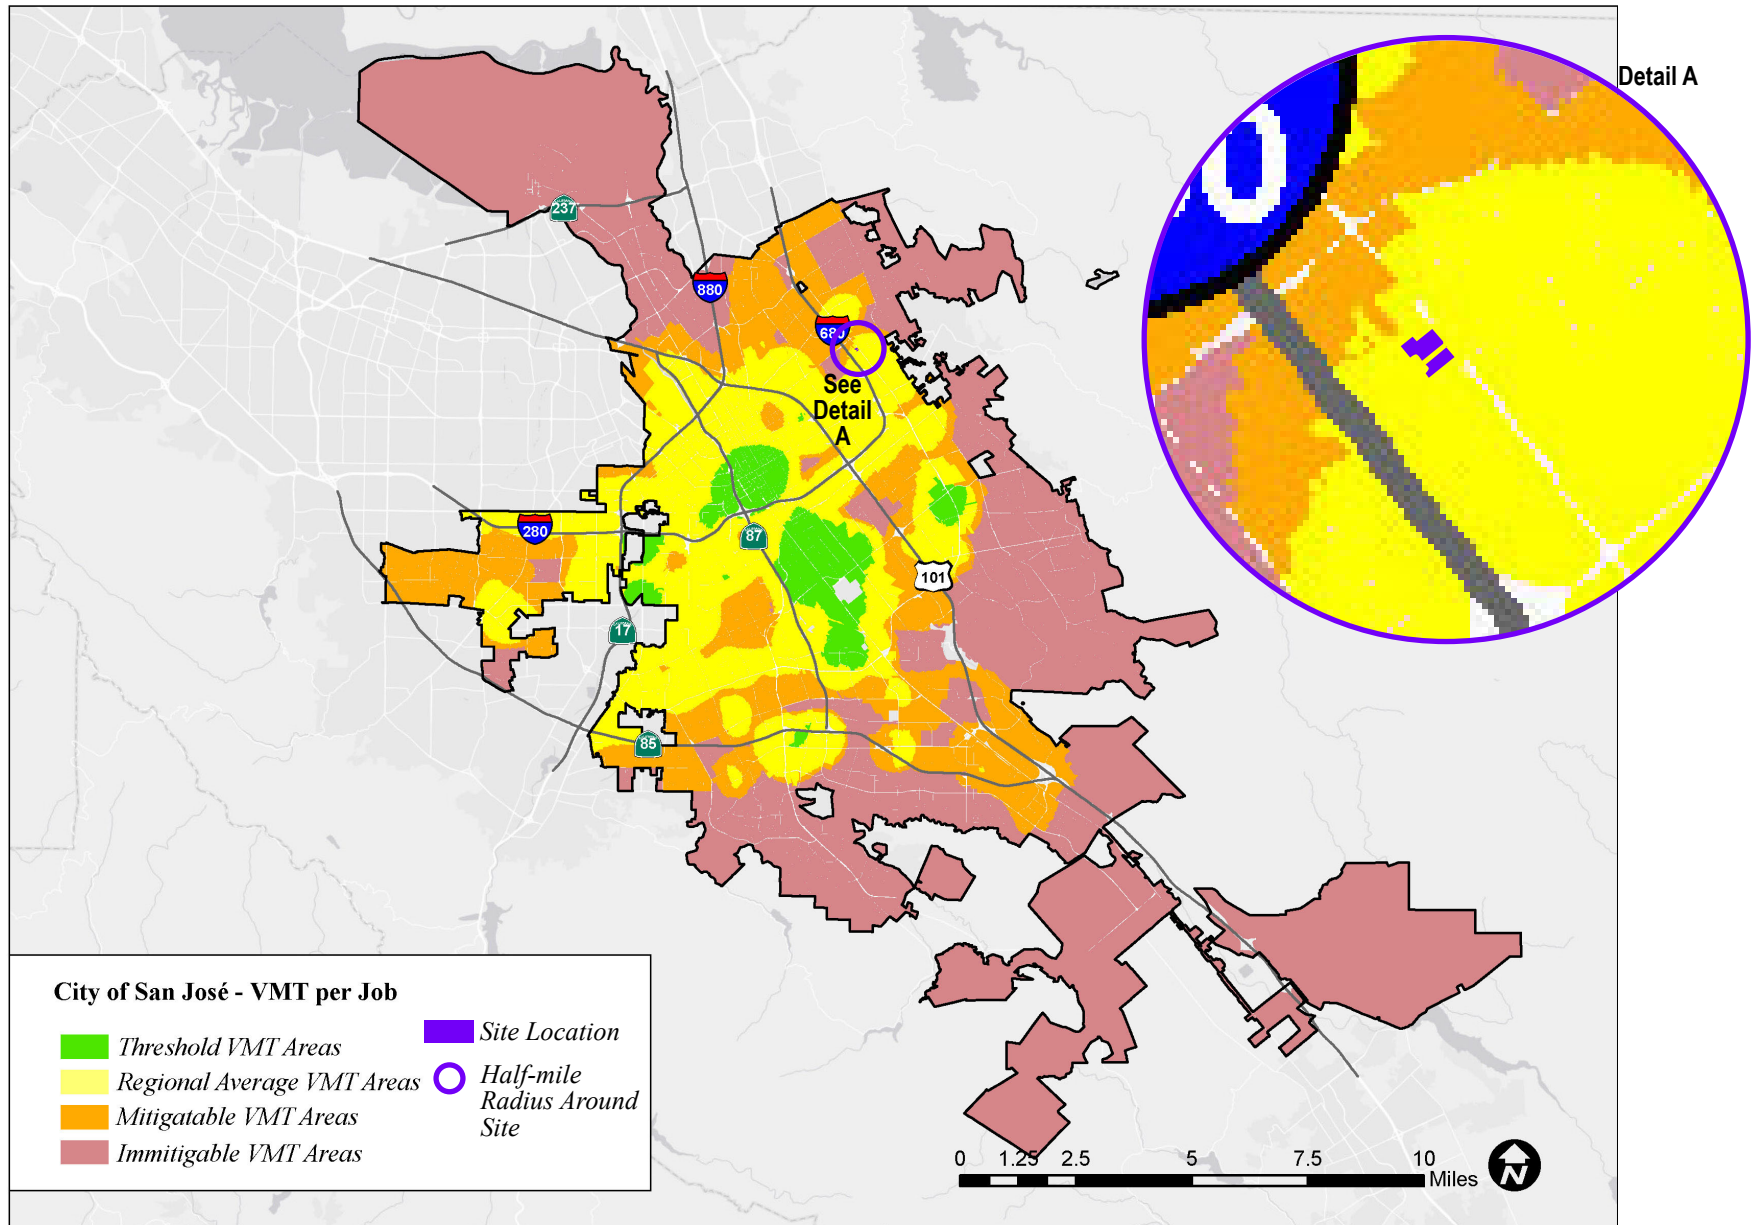 Detail A
237
880
680
See
Detail
A
280
87
101
17
85
City of San José - VMT per Job
Threshold VMT Areas
Regional Average VMT Areas
Mitigatable VMT Areas
Immitigable VMT Areas
Site Location
Half-mile
Radius Around
Site
0 1.25 2.5 5 7.5 10
Miles
N
0